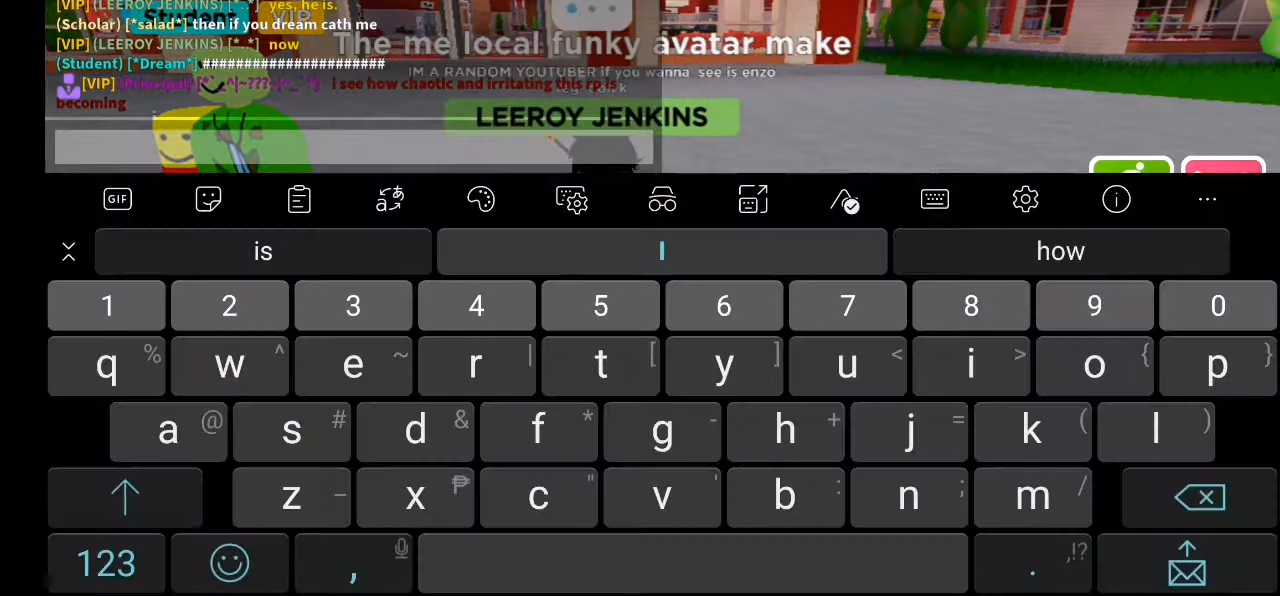 [VIP] (LEEROY JENKINS) [*..*] yes, he is.
(Scholar) [*salad*] then if you dream cath me
[VIP] (LEEROY JENKINS) [*..*] now
(Student) [*Dream*] #####################
[VIP] i see how chaotic and irritating this rp is
becoming
Student VIP
The me local funky avatar make
IM A RANDOM YOUTUBER if you wanna see is enzo
LEEROY JENKINS
GIF
is I how
1 2 3 4 5 6 7 8 9 0
q % w ^ e ~ r | t [ y ] u < i > o { p }
a @ s # d & f * g - h + j = k ( l )
z _ x ₱ c " v ' b : n ; m /
123 , . ,!?